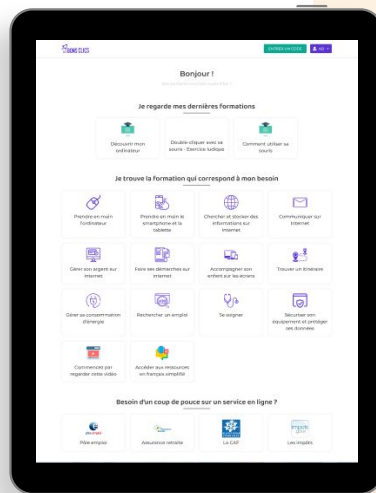 BONS CLICS
ENTRER UN CODE
Bonjour !
Je regarde mes dernières formations
Découvrir mon
ordinateur
Double-cliquer avec sa
souris - Exercice ludique
Comment utiliser sa
souris
Je trouve la formation qui correspond à mon besoin
Prendre en main
l'ordinateur
Prendre en main le
smartphone et la
tablette
Chercher et stocker des
informations sur
Internet
Communiquer sur
Internet
Gérer son argent sur
Internet
Faire ses démarches sur
Internet
Accompagner son
enfant sur les écrans
Trouver un itinéraire
Gérer sa consommation
d'énergie
Rechercher un emploi
Se soigner
Sécuriser son
équipement et protéger
ses données
Commencez par
regarder cette vidéo
Accéder aux ressources
en français simplifié
Besoin d'un coup de pouce sur un service en ligne ?
Pôle emploi
Assurance retraite
La CAF
Les impôts